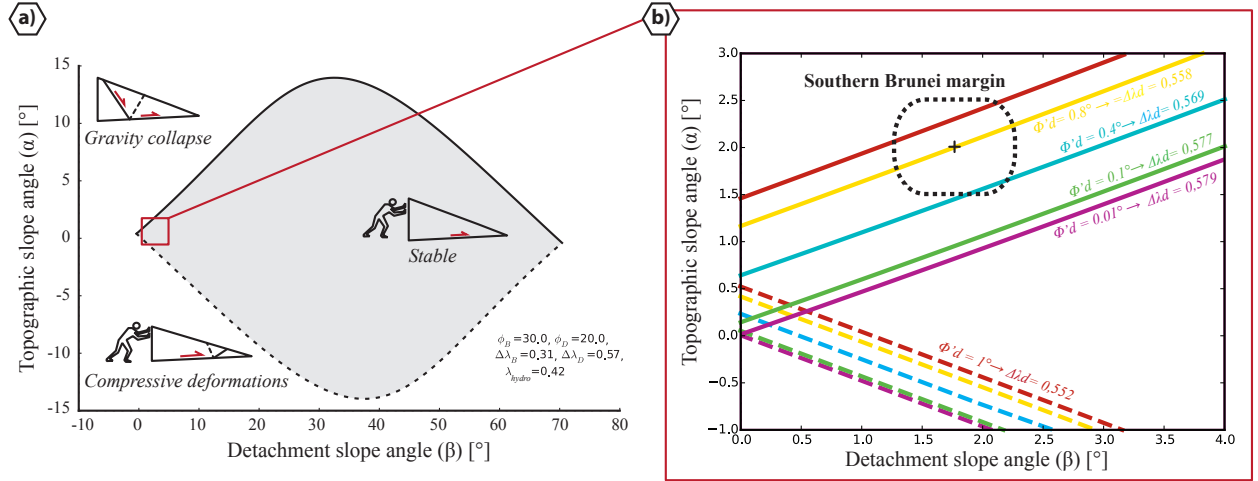 a)
15
10
5
0
-5
-10
-15
Topographic slope angle (α) [°]
Gravity collapse
Stable
Compressive deformations
ϕB=30.0, ϕD=20.0,
ΔλB=0.31, ΔλD=0.57,
λhydro=0.42
-10 0 10 20 30 40 50 60 70 80
Detachment slope angle (β) [°]
b)
3.0
2.5
2.0
1.5
1.0
0.5
0.0
−0.5
−1.0
Topographic slope angle (α) [°]
Southern Brunei margin
Φ'd = 0.8° → =Δλd = 0,558
Φ'd = 0.4°→ Δλd = 0,569
Φ'd = 0.1°→ Δλd = 0,577
Φ'd = 0.01° → Δλd = 0,579
Φ'd = 1°→ Δλd = 0,552
0.0 0.5 1.0 1.5 2.0 2.5 3.0 3.5 4.0
Detachment slope angle (β) [°]